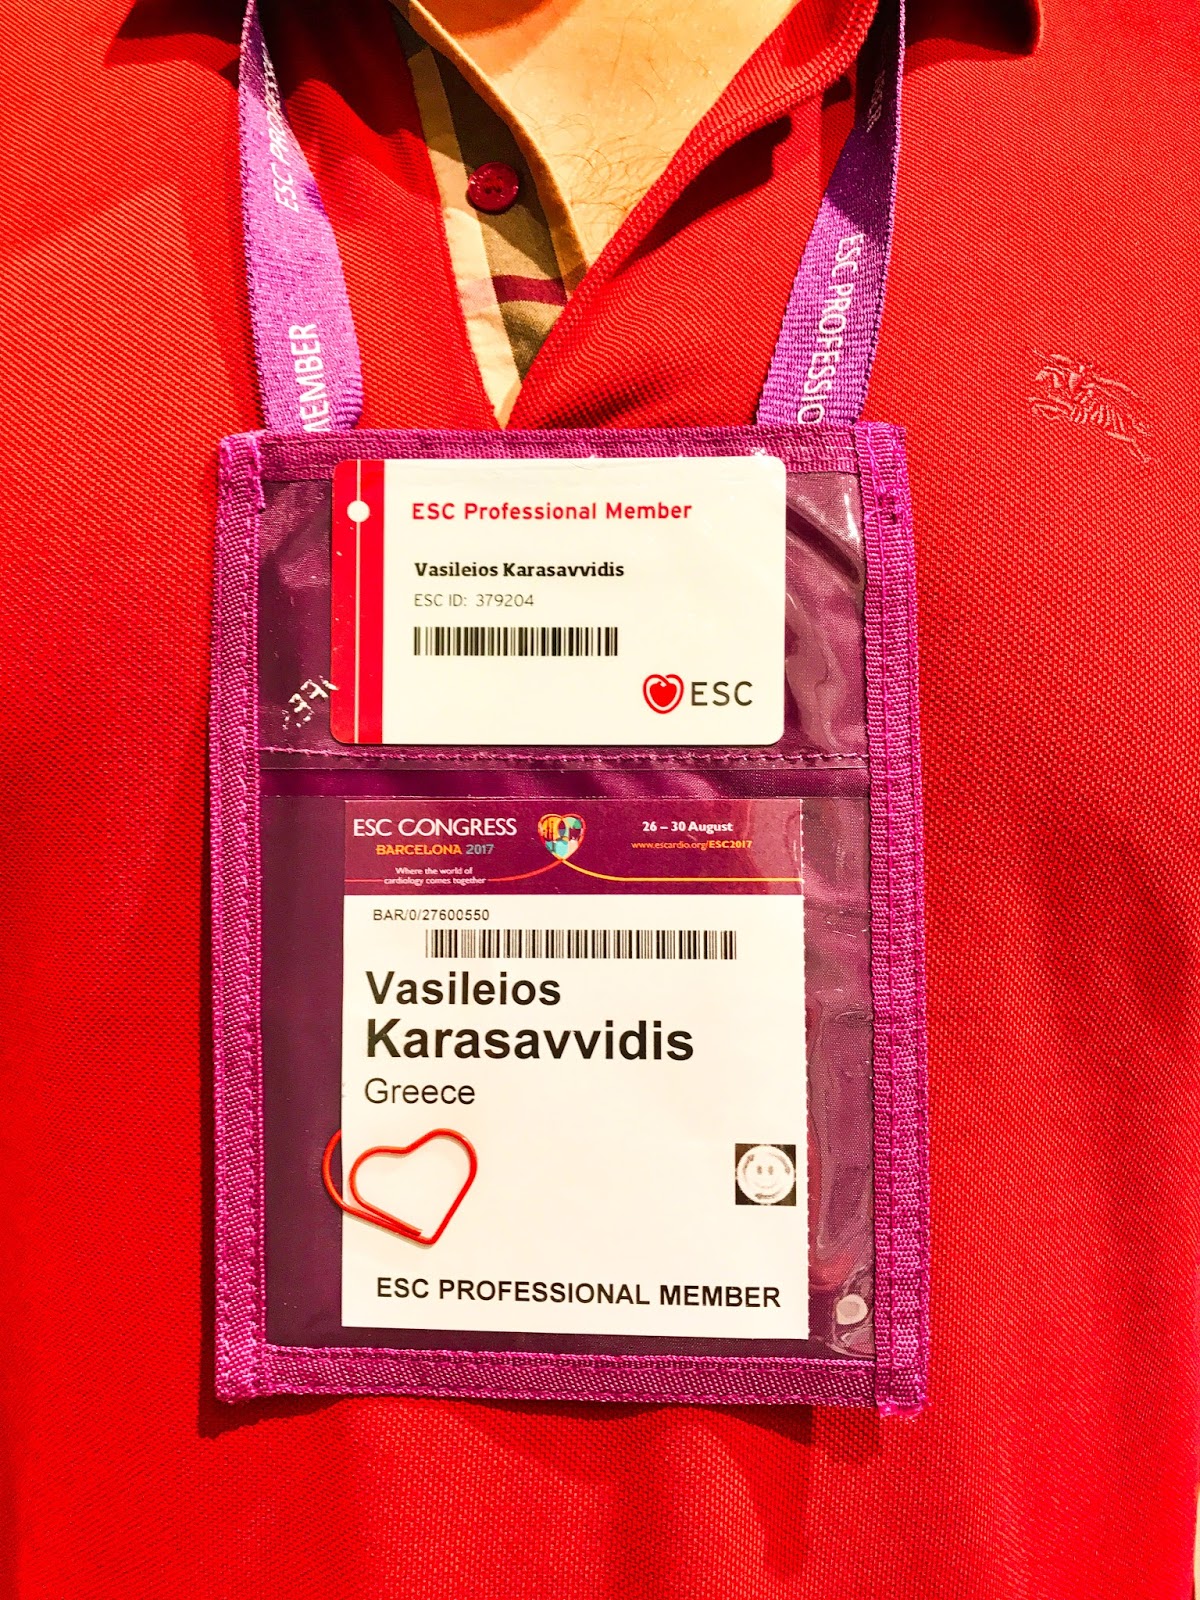 ESC PROFES
MEMBER
ESC PROFESSIO
ESC Professional Member
Vasileios Karasavvidis
ESC ID: 379204
ESC
ESC CONGRESS
BARCELONA 2017
Where the world of
cardiology comes together
26 – 30 August
www.escardio.org/ESC2017
BAR/0/27600550
Vasileios
Karasavvidis
Greece
ESC PROFESSIONAL MEMBER